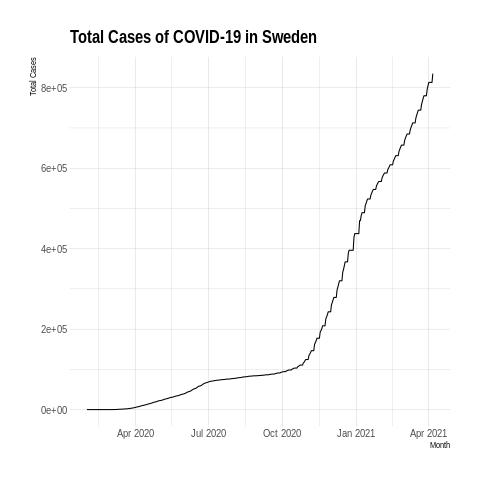 Total Cases of COVID-19 in Sweden
Total Cases
8e+05
6e+05
4e+05
2e+05
0e+00
Apr 2020 Jul 2020 Oct 2020 Jan 2021 Apr 2021
Month